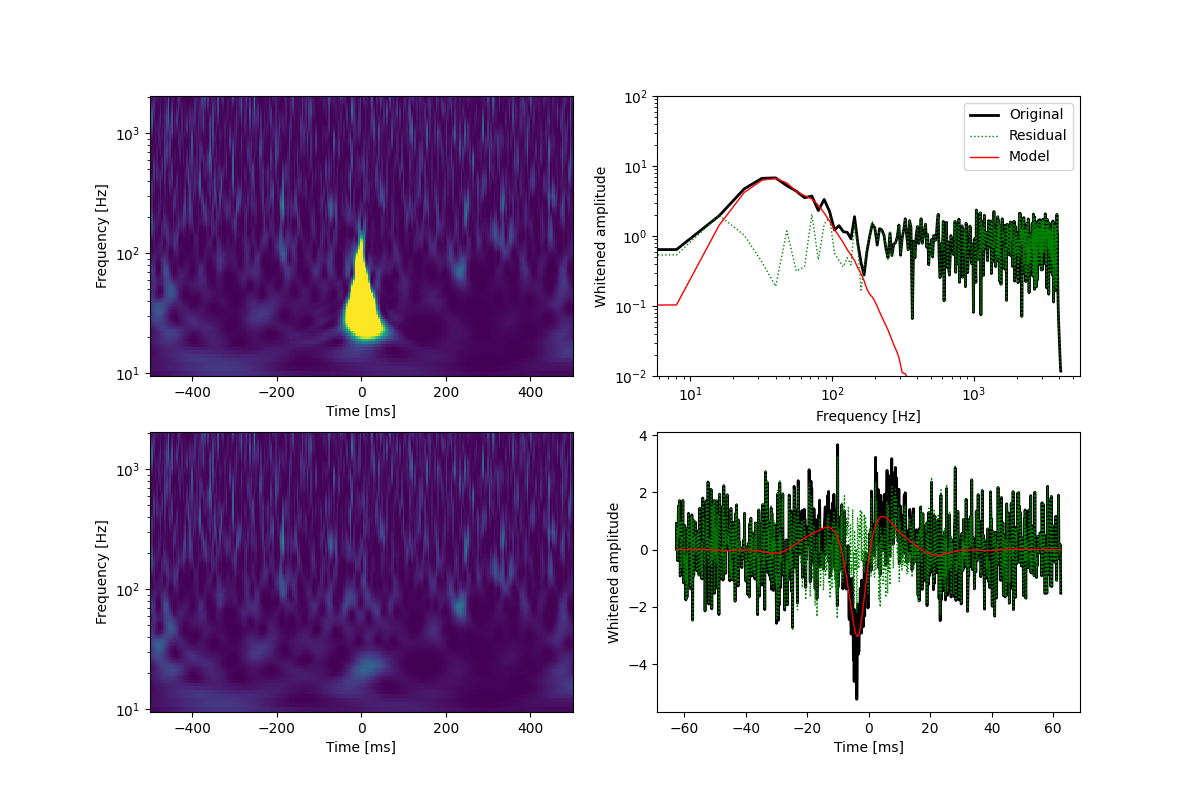 10³
10²
10¹
Frequency [Hz]
−400 −200 0 200 400
Time [ms]
10²
10¹
10⁰
10⁻¹
10⁻²
Whitened amplitude
Original
Residual
Model
10¹ 10² 10³
Frequency [Hz]
10³
10²
10¹
Frequency [Hz]
−400 −200 0 200 400
Time [ms]
4
2
0
−2
−4
Whitened amplitude
−60 −40 −20 0 20 40 60
Time [ms]